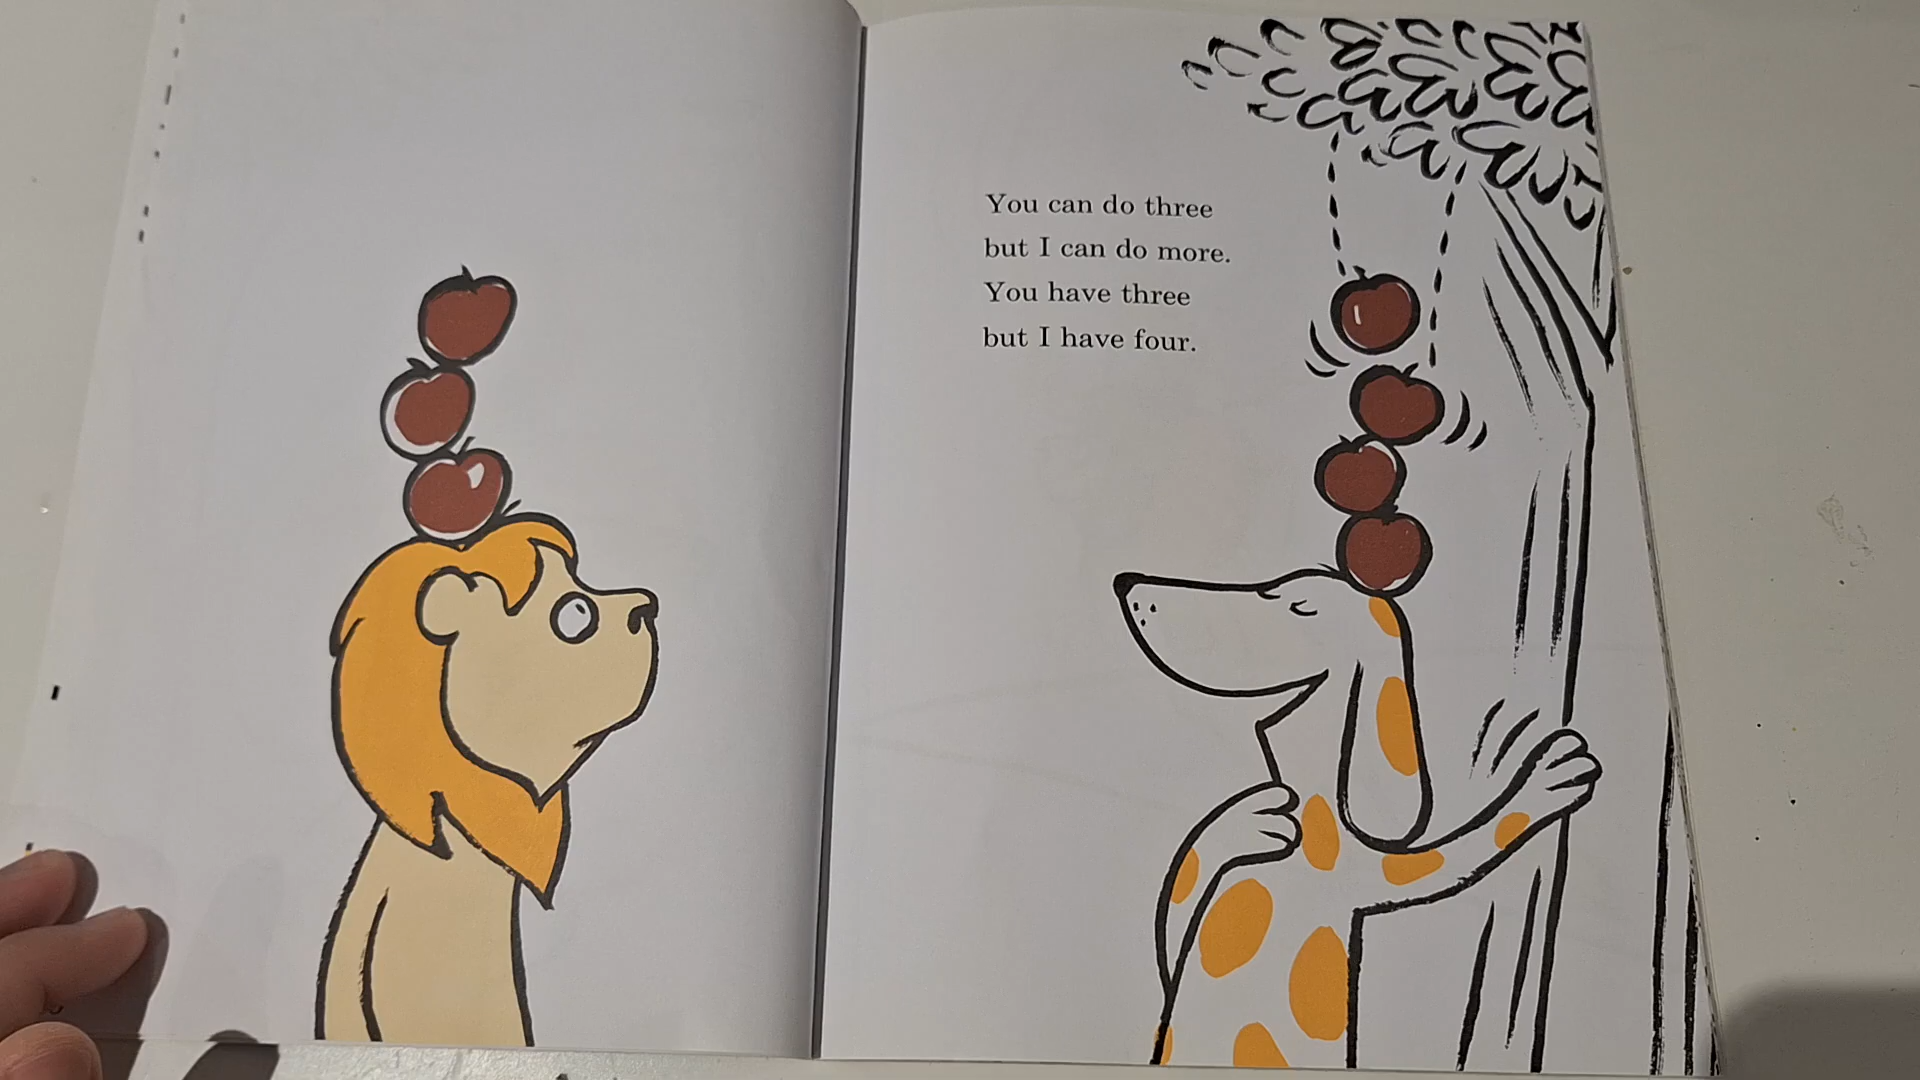 You can do three
but I can do more.
You have three
but I have four.